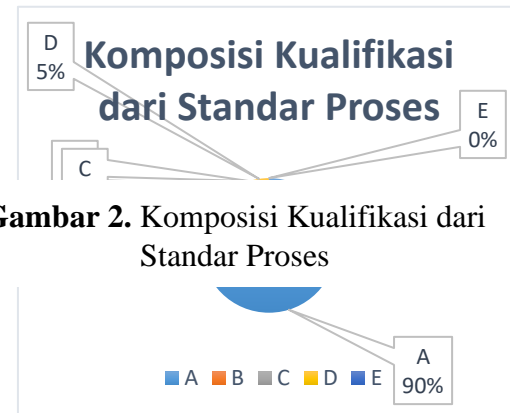 Komposisi Kualifikasi
dari Standar Proses
D
5%
E
0%
C
Gambar 2. Komposisi Kualifikasi dari
Standar Proses
A
90%
A B C D E